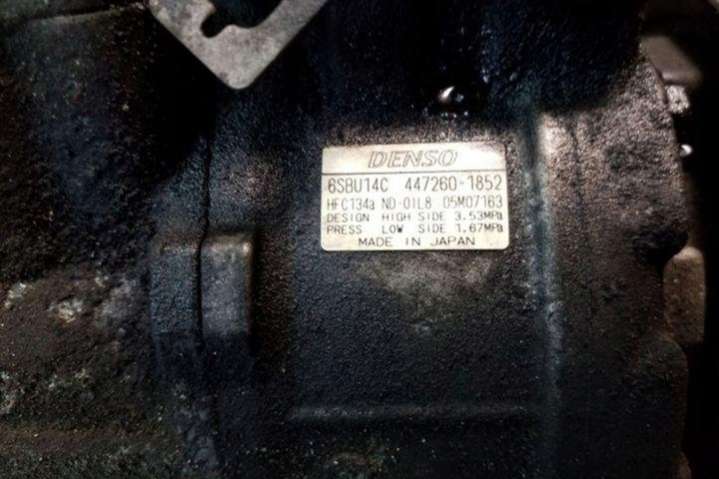 DENSO
6SBU14C 447260-1852
HFC134a ND-OIL8 05M07163
DESIGN HIGH SIDE 3.53MPa
PRESS LOW SIDE 1.67MPa
MADE IN JAPAN